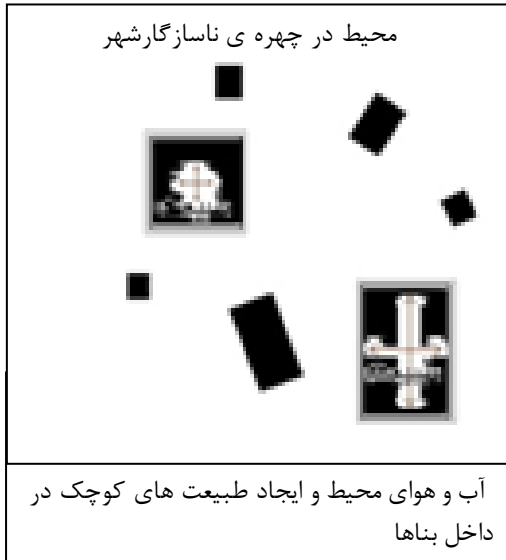 محیط در چهره ی ناسازگارشهر
آب و هوای محیط و ایجاد طبیعت های کوچک در
داخل بناها